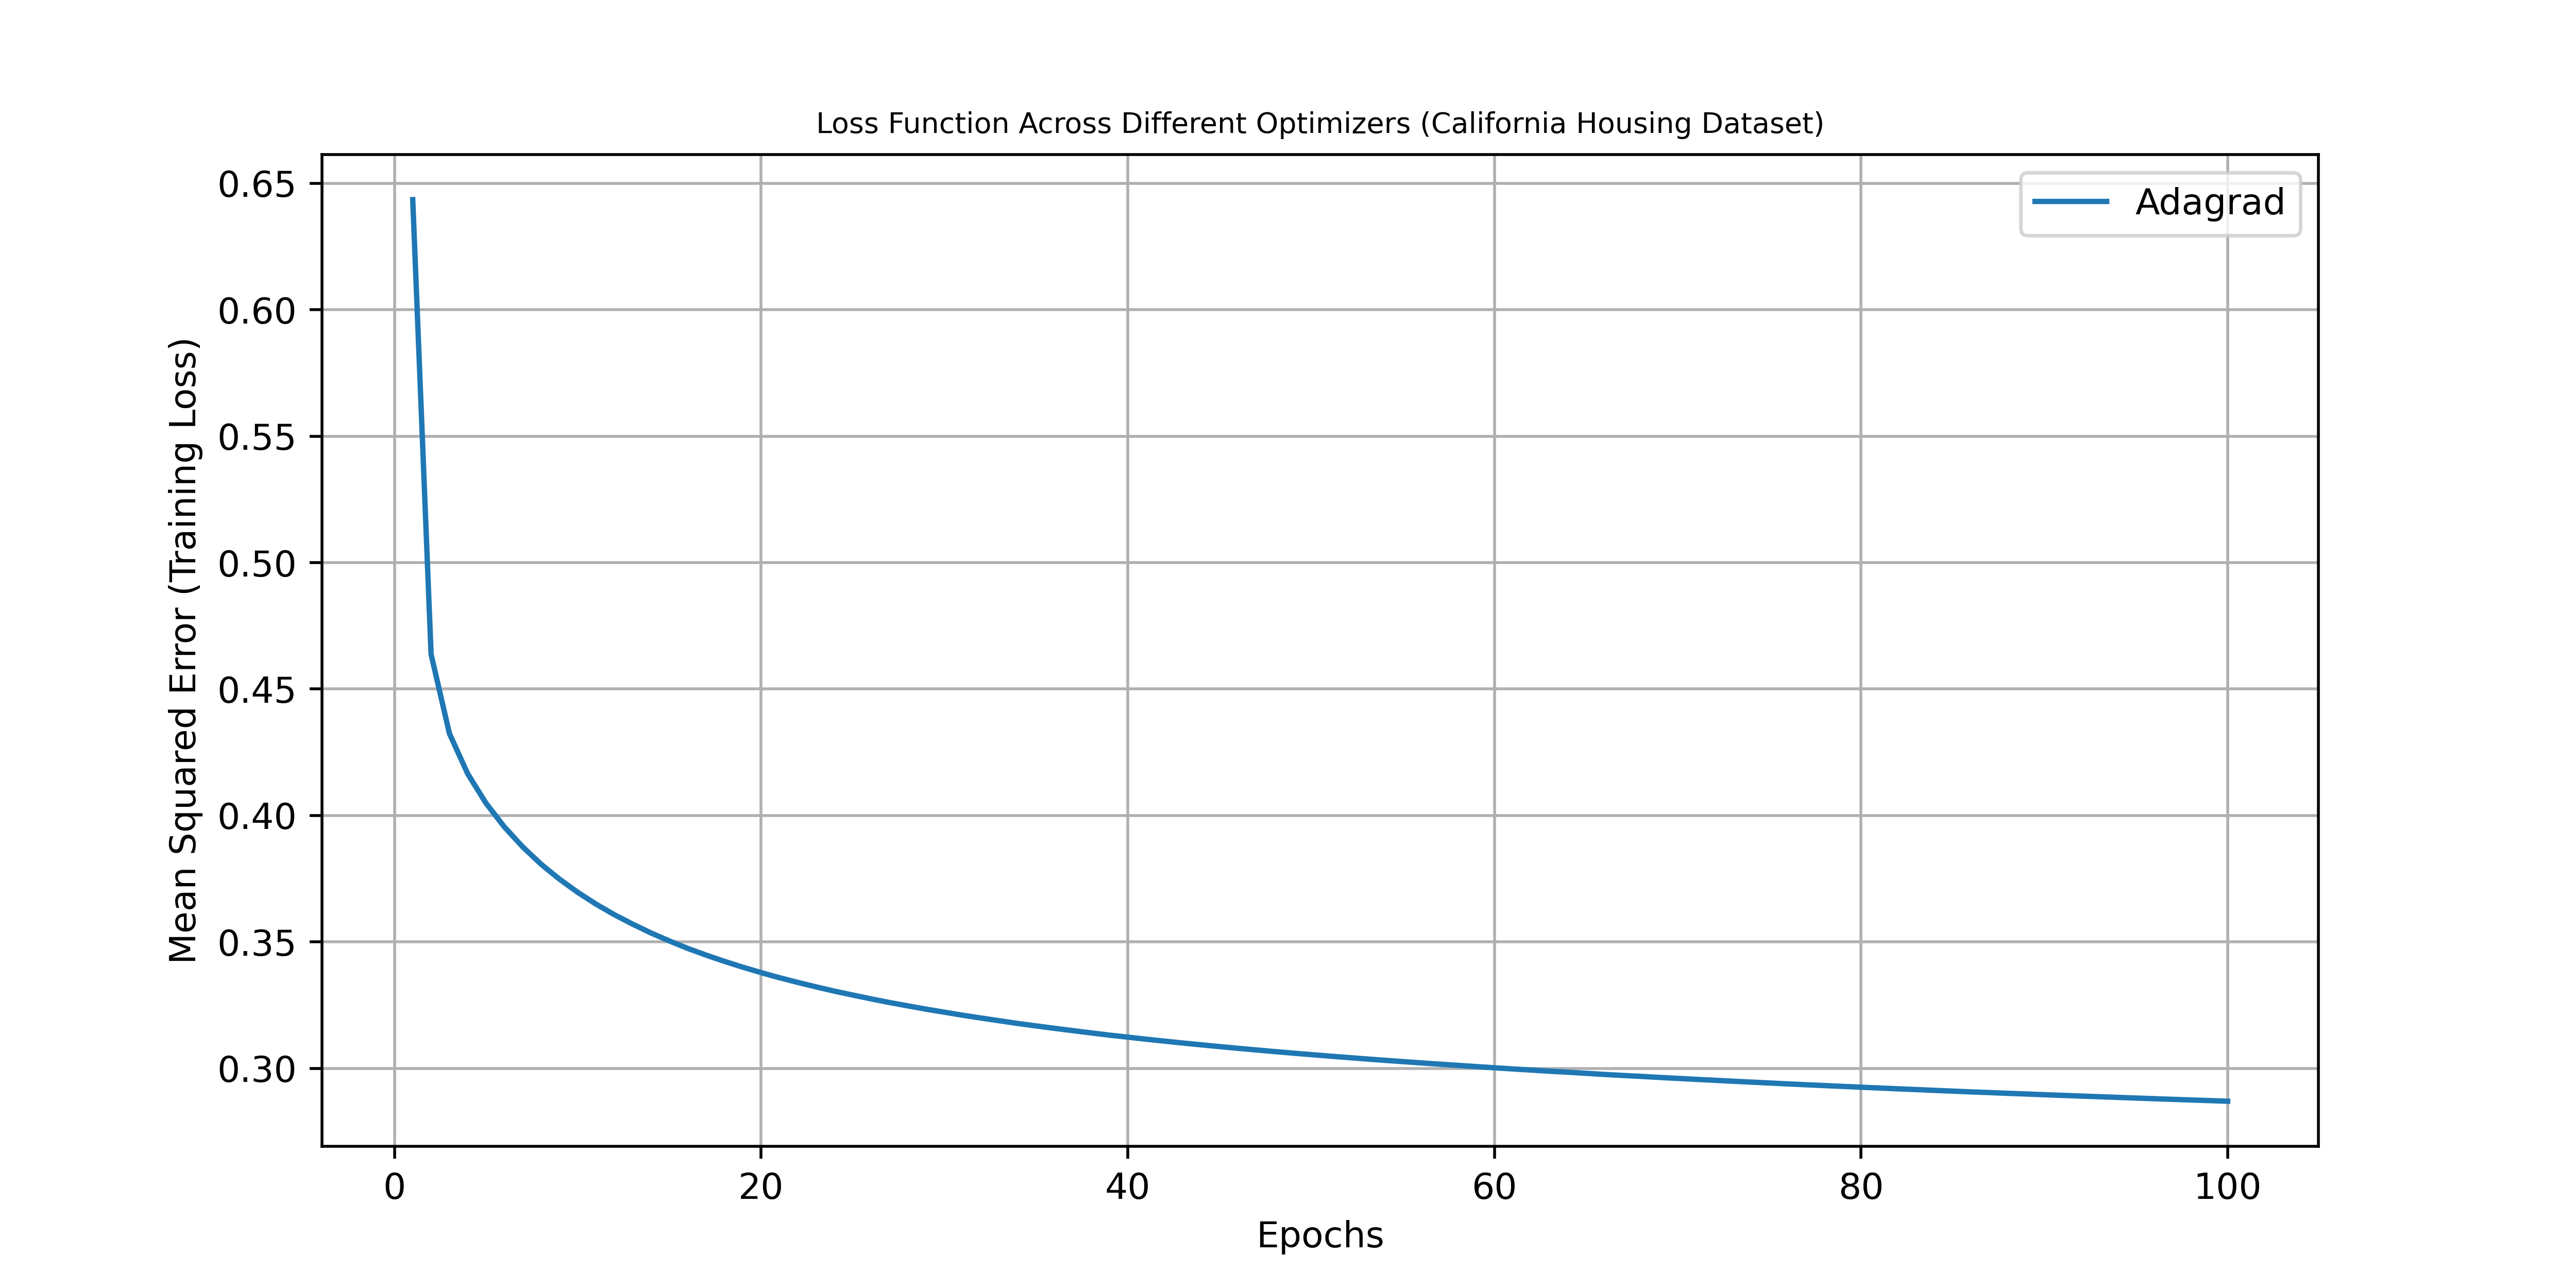 Loss Function Across Different Optimizers (California Housing Dataset)
Adagrad
Mean Squared Error (Training Loss)
0.65
0.60
0.55
0.50
0.45
0.40
0.35
0.30
0 20 40 60 80 100
Epochs